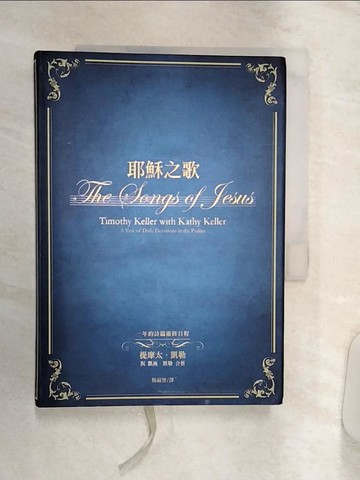 耶穌之歌
The Songs of Jesus
Timothy Keller with Kathy Keller
A Year of Daily Devotions in the Psalms
一年的詩篇靈修日程
提摩太·凱勒
與 凱西 凱勒 合著